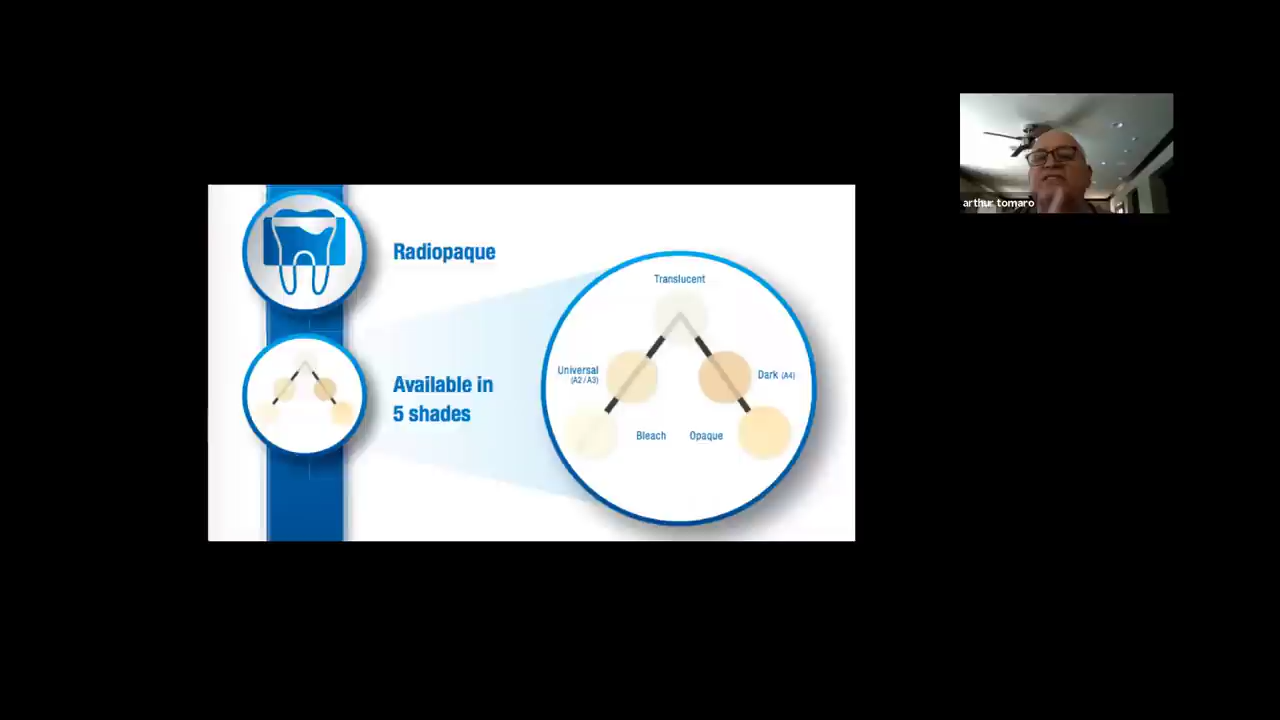 arthur tomaro
Radiopaque
Available in
5 shades
Translucent
Universal
(A2 / A3)
Dark (A4)
Bleach
Opaque